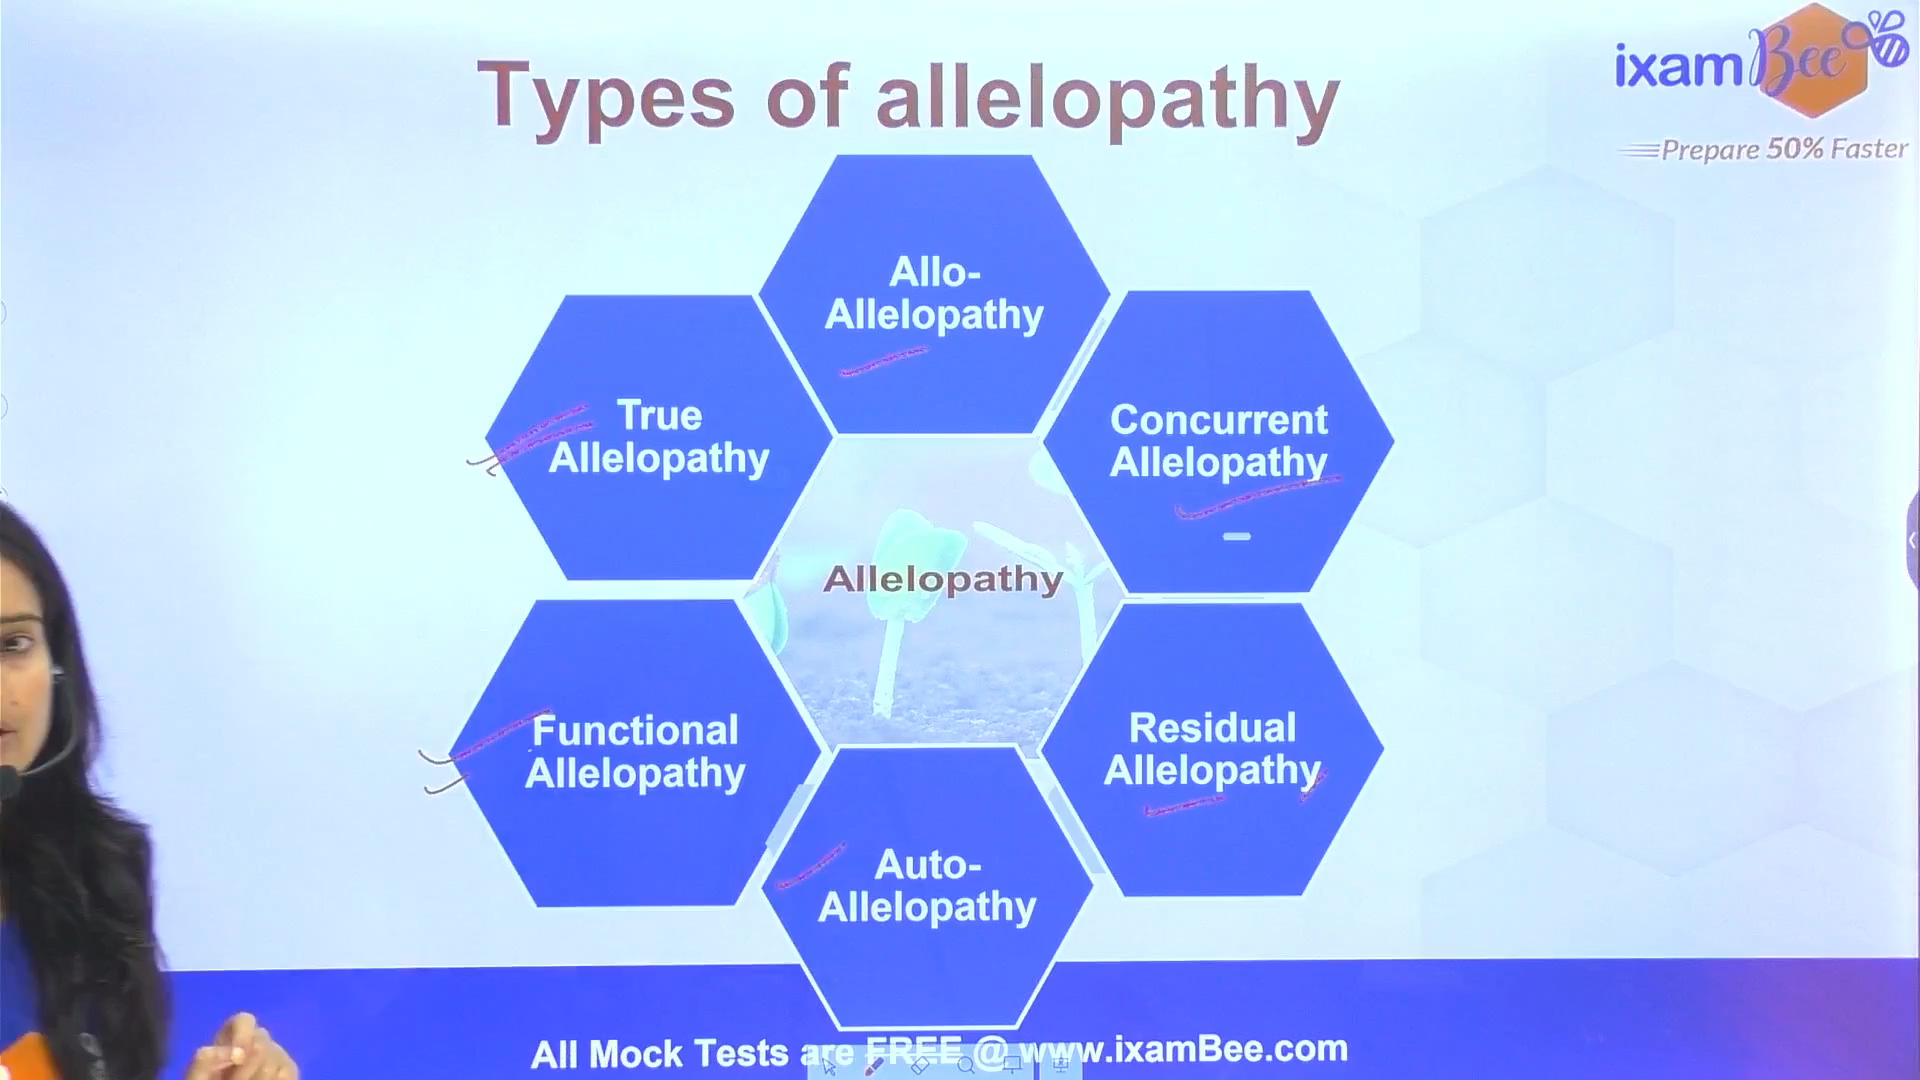 Types of allelopathy
ixamBee
Prepare 50% Faster
Allo-
Allelopathy
True
Allelopathy
Concurrent
Allelopathy
Allelopathy
Functional
Allelopathy
Residual
Allelopathy
Auto-
Allelopathy
All Mock Tests are FREE @ www.ixamBee.com